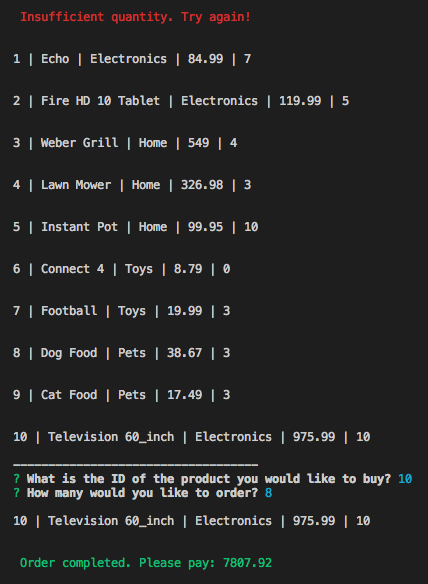 Insufficient quantity. Try again!
1 | Echo | Electronics | 84.99 | 7
2 | Fire HD 10 Tablet | Electronics | 119.99 | 5
3 | Weber Grill | Home | 549 | 4
4 | Lawn Mower | Home | 326.98 | 3
5 | Instant Pot | Home | 99.95 | 10
6 | Connect 4 | Toys | 8.79 | 0
7 | Football | Toys | 19.99 | 3
8 | Dog Food | Pets | 38.67 | 3
9 | Cat Food | Pets | 17.49 | 3
10 | Television 60_inch | Electronics | 975.99 | 10
___________________________________
? What is the ID of the product you would like to buy? 10
? How many would you like to order? 8
10 | Television 60_inch | Electronics | 975.99 | 10
Order completed. Please pay: 7807.92